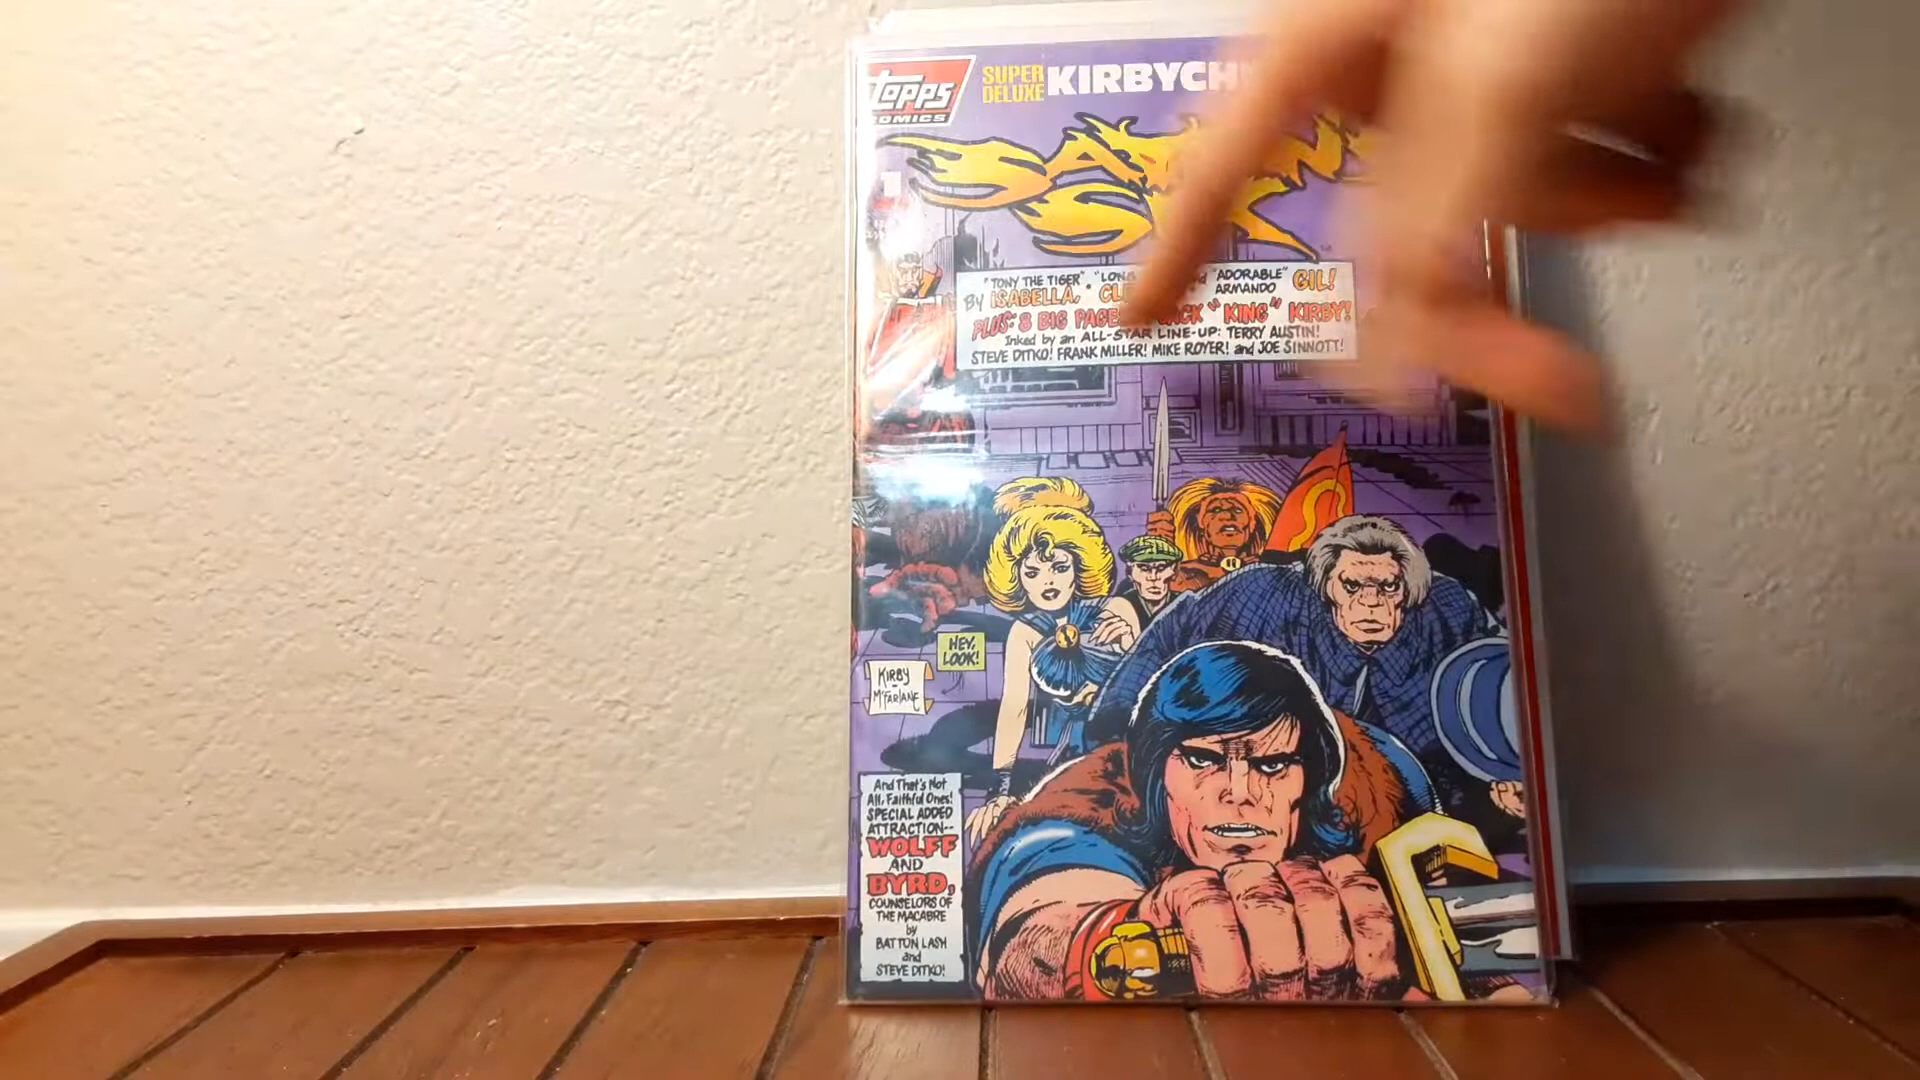 Topps
COMICS
SUPER
DELUXE
KIRBYCH
1
"TONY THE TIGER" "ADORABLE"
By ISABELLA, ARMANDO GIL!
PLUS: 8 BIG PAGES "KING" KIRBY!
Inked by an ALL-STAR LINE-UP: TERRY AUSTIN!
STEVE DITKO! FRANK MILLER! MIKE ROYER! and JOE SINNOTT!
HEY,
LOOK!
KIRBY
McFARLANE
And That's Not
All, Faithful Ones!
SPECIAL ADDED
ATTRACTION--
WOLFF
AND
BYRD,
COUNSELORS OF
THE MACABRE
by
BATTON LASH
and
STEVE DITKO!